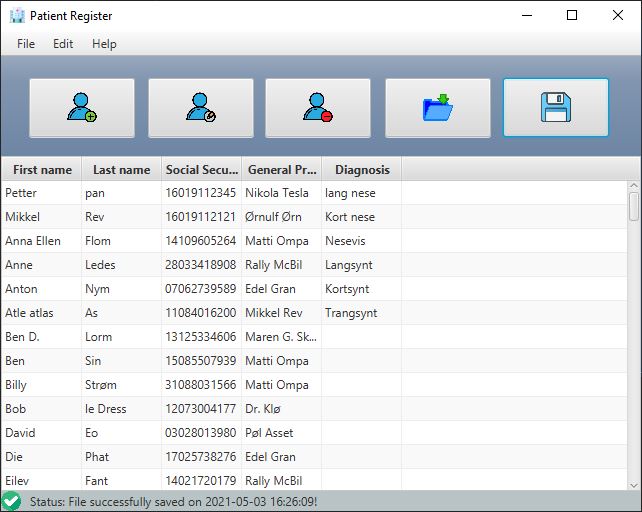 Patient Register
File Edit Help
First name Last name Social Secu... General Pr... Diagnosis
Petter pan 16019112345 Nikola Tesla lang nese
Mikkel Rev 16019112121 Ørnulf Ørn Kort nese
Anna Ellen Flom 14109605264 Matti Ompa Nesevis
Anne Ledes 28033418908 Rally McBil Langsynt
Anton Nym 07062739589 Edel Gran Kortsynt
Atle atlas As 11084016200 Mikkel Rev Trangsynt
Ben D. Lorm 13125334606 Maren G. Sk...
Ben Sin 15085507939 Matti Ompa
Billy Strøm 31088031566 Matti Ompa
Bob le Dress 12073004177 Dr. Klø
David Eo 03028013980 Pøl Asset
Die Phat 17025738276 Edel Gran
Eilev Fant 14021720179 Rally McBil
Status: File successfully saved on 2021-05-03 16:26:09!